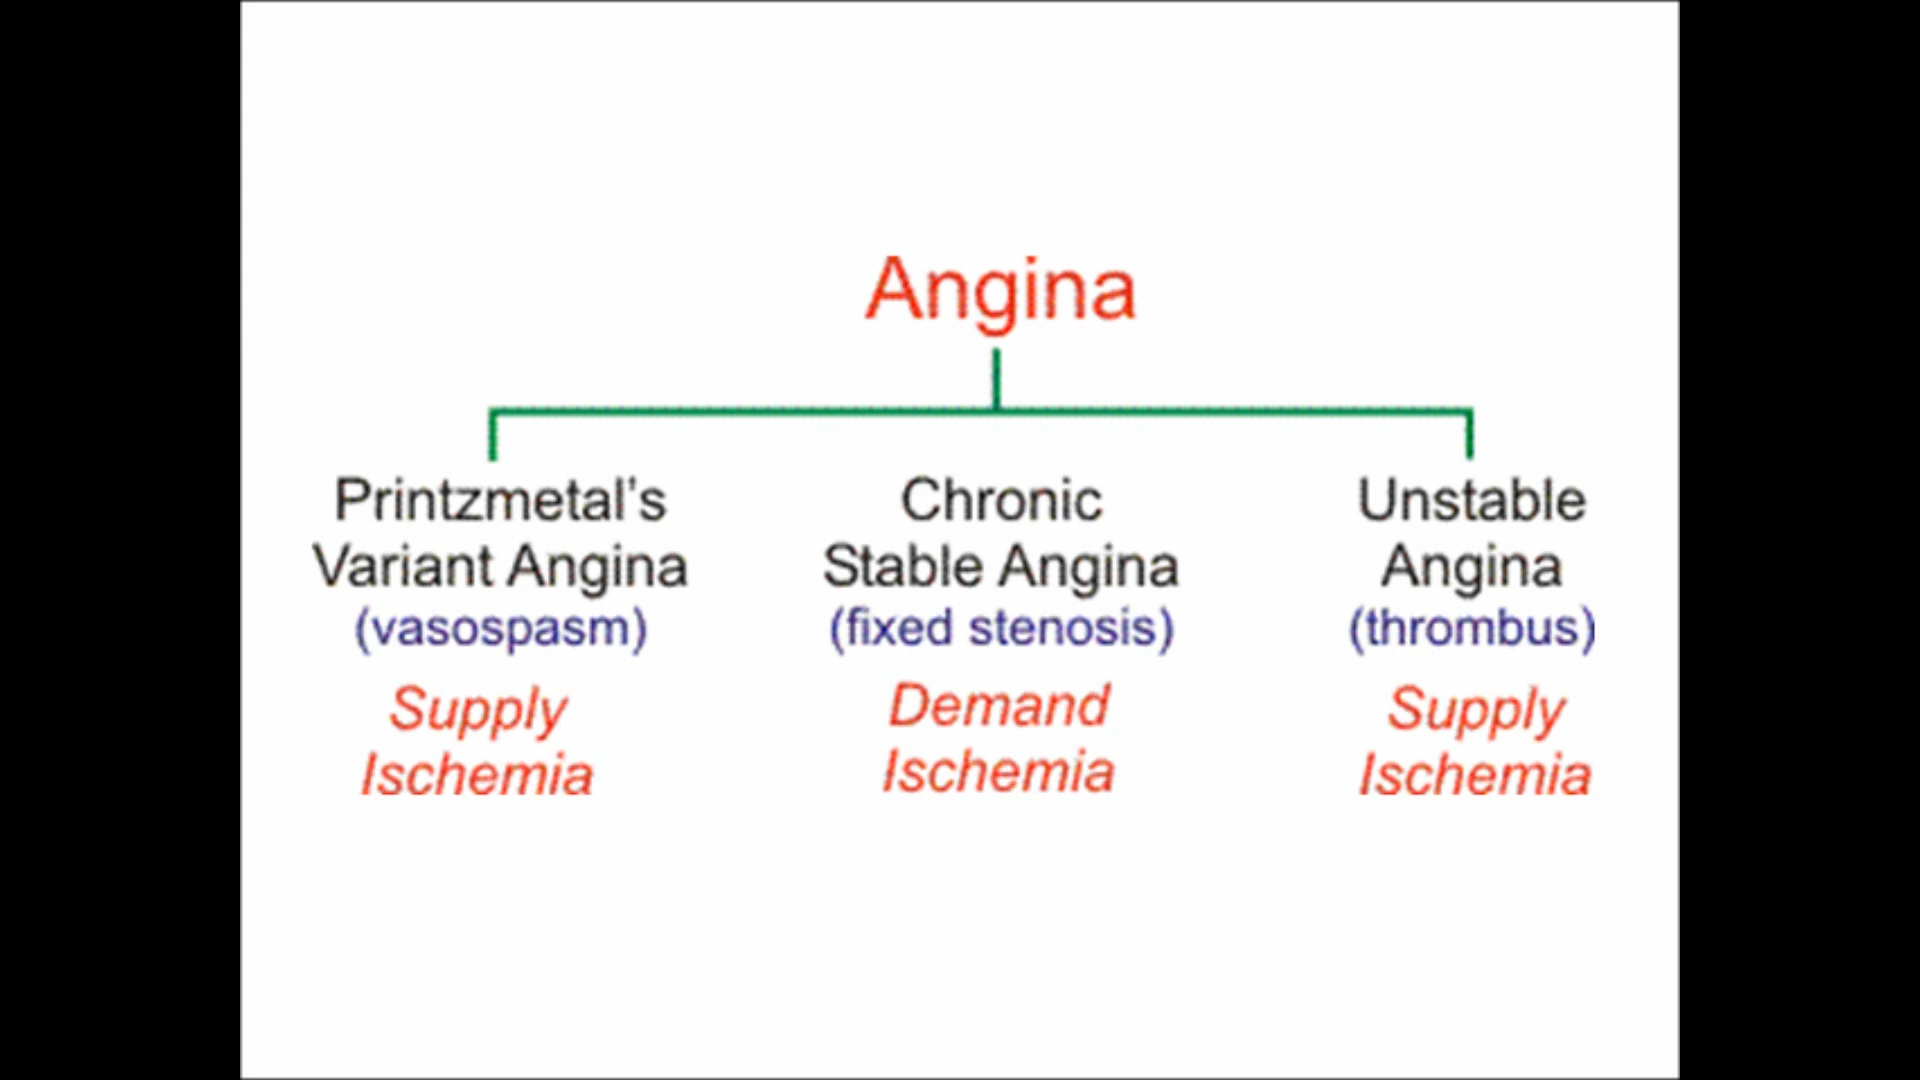 Angina
Printzmetal's
Variant Angina
(vasospasm)
Supply
Ischemia
Chronic
Stable Angina
(fixed stenosis)
Demand
Ischemia
Unstable
Angina
(thrombus)
Supply
Ischemia